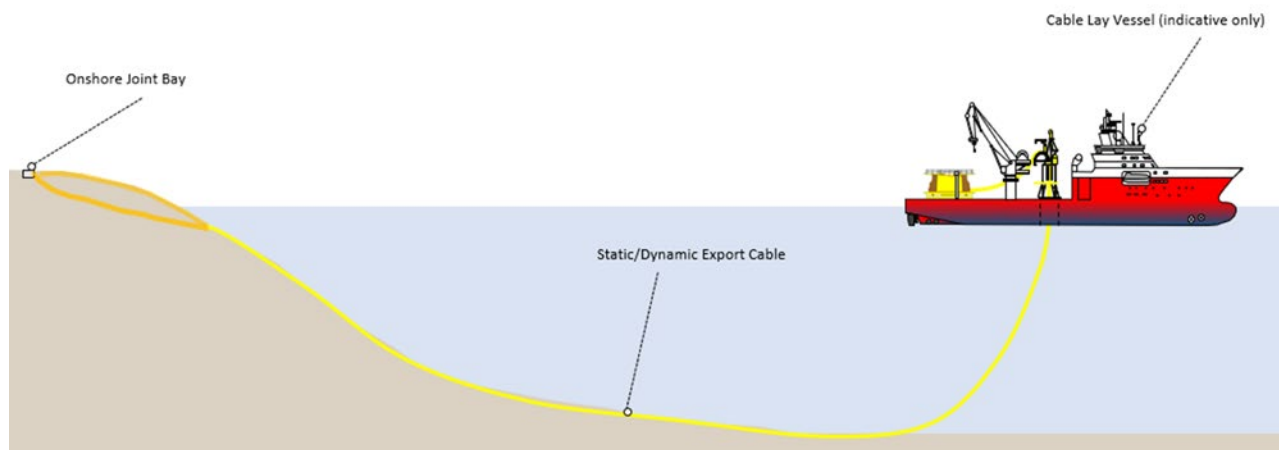 Cable Lay Vessel (indicative only)
Onshore Joint Bay
Static/Dynamic Export Cable